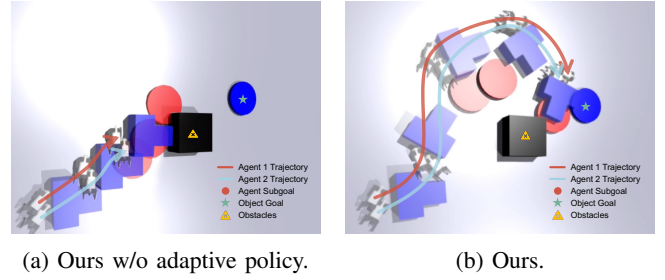 Agent 1 Trajectory
Agent 2 Trajectory
Agent Subgoal
Object Goal
Obstacles
(a) Ours w/o adaptive policy.
Agent 1 Trajectory
Agent 2 Trajectory
Agent Subgoal
Object Goal
Obstacles
(b) Ours.